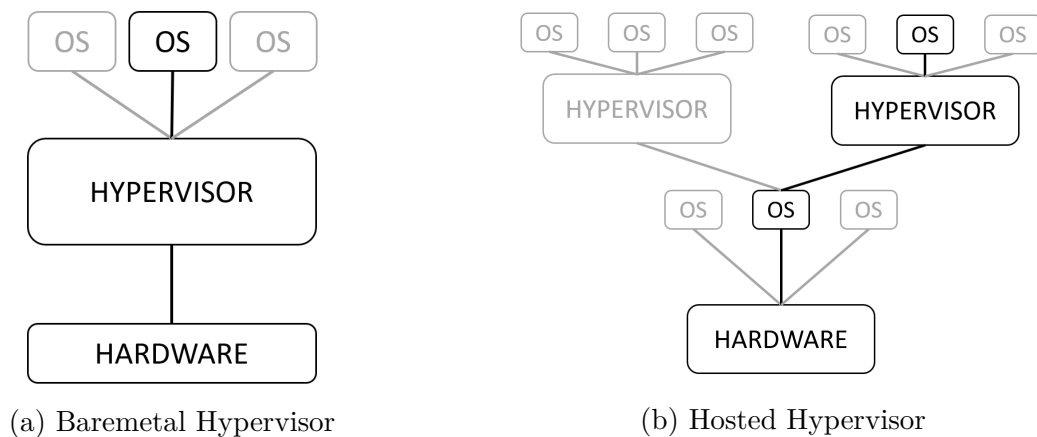 OS OS OS
HYPERVISOR
HARDWARE
(a) Baremetal Hypervisor
OS OS OS OS OS OS
HYPERVISOR HYPERVISOR
OS OS OS
HARDWARE
(b) Hosted Hypervisor